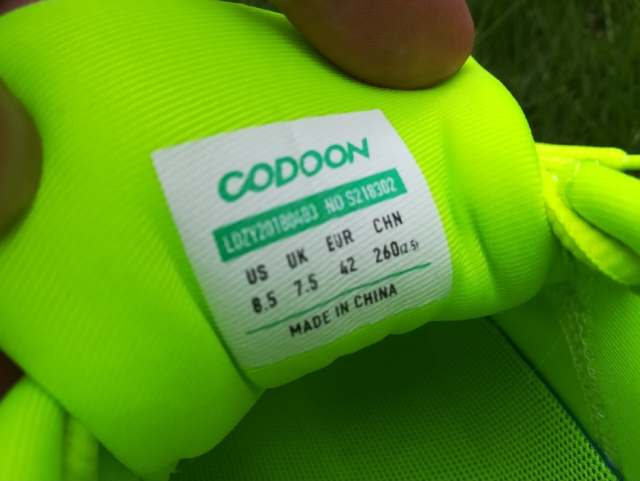 CODOON
LDZY20180403 NO S218302
US UK EUR CHN
8.5 7.5 42 260(2.5)
MADE IN CHINA